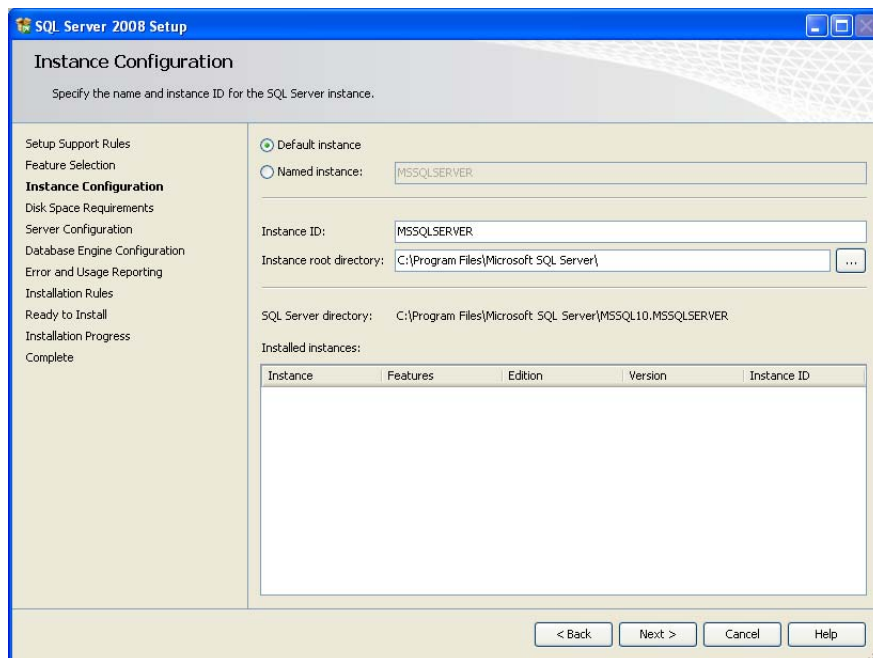 SQL Server 2008 Setup
Instance Configuration
Specify the name and instance ID for the SQL Server instance.
Setup Support Rules
Feature Selection
Instance Configuration
Disk Space Requirements
Server Configuration
Database Engine Configuration
Error and Usage Reporting
Installation Rules
Ready to Install
Installation Progress
Complete
Default instance
Named instance: MSSQLSERVER
Instance ID: MSSQLSERVER
Instance root directory: C:\Program Files\Microsoft SQL Server\ ...
SQL Server directory: C:\Program Files\Microsoft SQL Server\MSSQL10.MSSQLSERVER
Installed instances:
Instance Features Edition Version Instance ID
< Back Next > Cancel Help